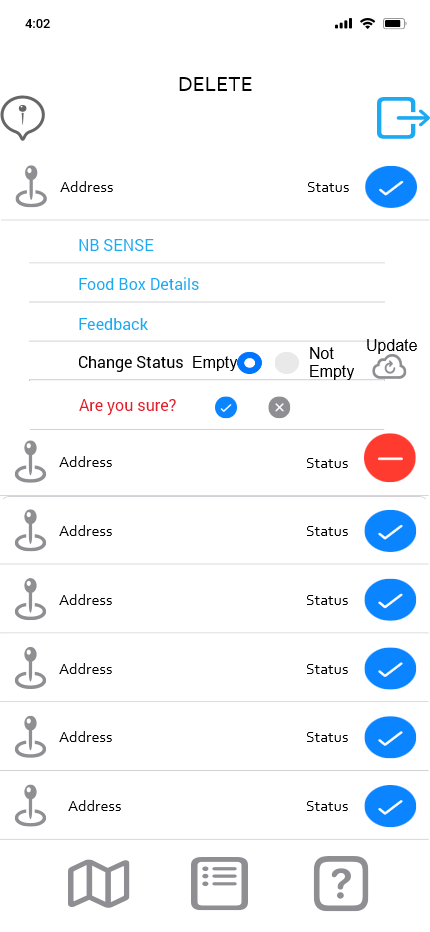 4:02
DELETE
Address Status
NB SENSE
Food Box Details
Feedback
Change Status Empty Not Empty Update
Are you sure?
Address Status
Address Status
Address Status
Address Status
Address Status
Address Status
?